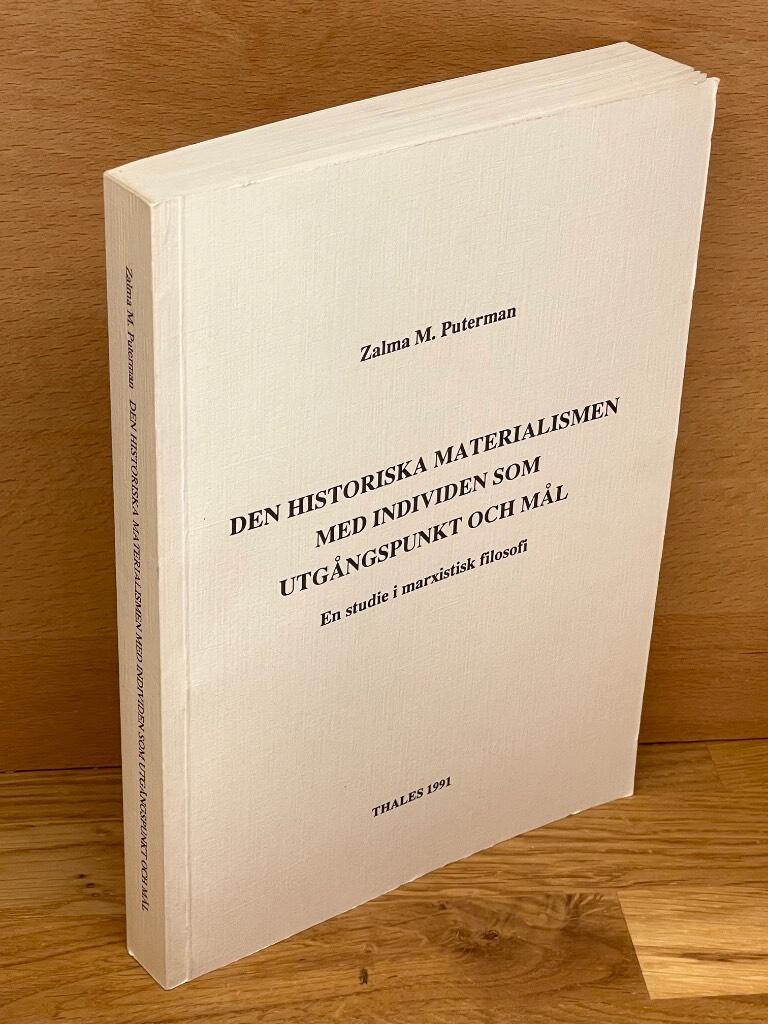 Zalma M. Puterman
DEN HISTORISKA MATERIALISMEN
MED INDIVIDEN SOM
UTGÅNGSPUNKT OCH MÅL
En studie i marxistisk filosofi
THALES 1991
Zalma M. Puterman DEN HISTORISKA MATERIALISMEN MED INDIVIDEN SOM UTGÅNGSPUNKT OCH MÅL